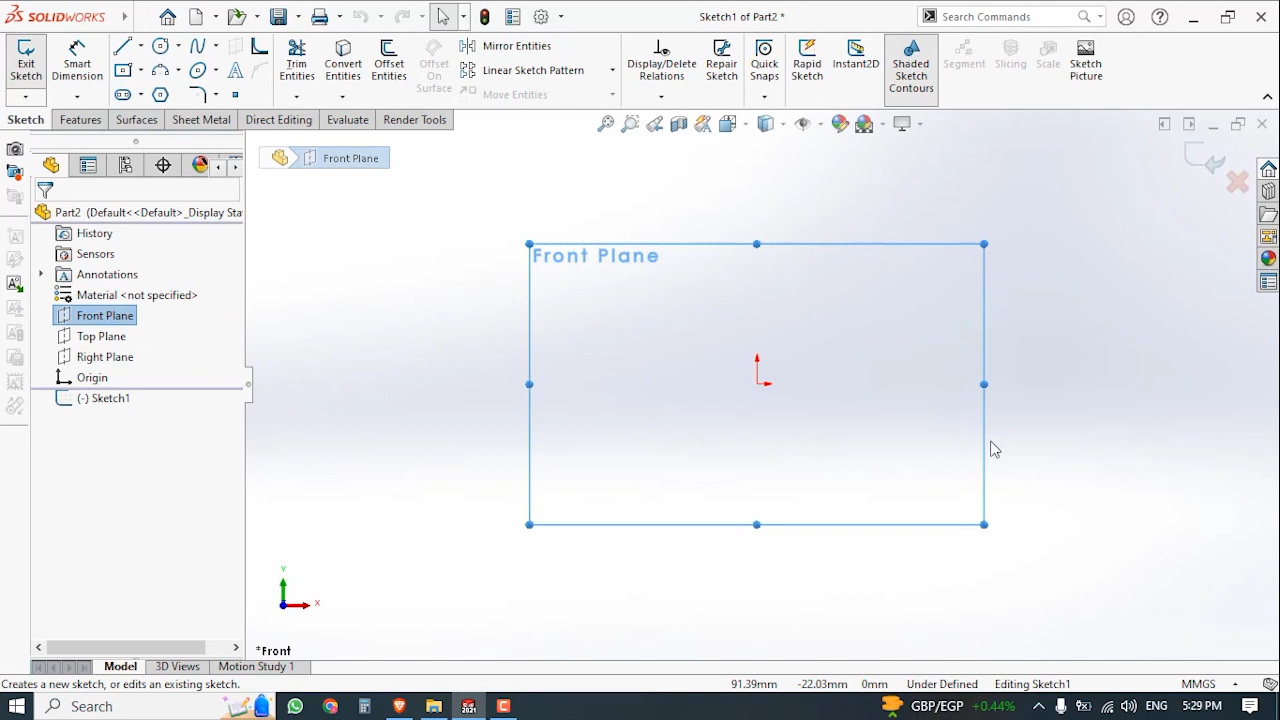 SOLIDWORKS
Sketch1 of Part2 *
Search Commands
Exit Sketch
Smart Dimension
Trim Entities
Convert Entities
Offset Entities
Offset On Surface
Mirror Entities
Linear Sketch Pattern
Move Entities
Display/Delete Relations
Repair Sketch
Quick Snaps
Rapid Sketch
Instant2D
Shaded Sketch Contours
Segment
Slicing
Scale
Sketch Picture
Sketch
Features
Surfaces
Sheet Metal
Direct Editing
Evaluate
Render Tools
Front Plane
Part2 (Default<<Default>_Display Sta
History
Sensors
Annotations
Material <not specified>
Front Plane
Top Plane
Right Plane
Origin
(-) Sketch1
Front Plane
Y
X
*Front
Model
3D Views
Motion Study 1
Creates a new sketch, or edits an existing sketch.
91.39mm
-22.03mm
0mm
Under Defined
Editing Sketch1
MMGS
Search
GBP/EGP
+0.44%
ENG
5:29 PM